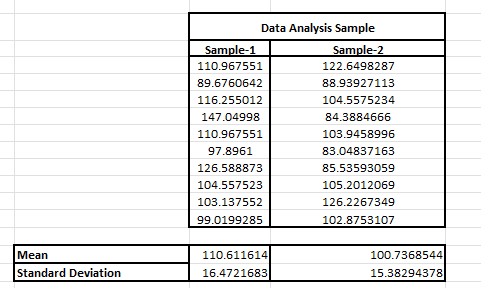 Data Analysis Sample
Sample-1 Sample-2
110.967551 122.6498287
89.6760642 88.93927113
116.255012 104.5575234
147.04998 84.3884666
110.967551 103.9458996
97.8961 83.04837163
126.588873 85.53593059
104.557523 105.2012069
103.137552 126.2267349
99.0199285 102.8753107
Mean 110.611614 100.7368544
Standard Deviation 16.4721683 15.38294378